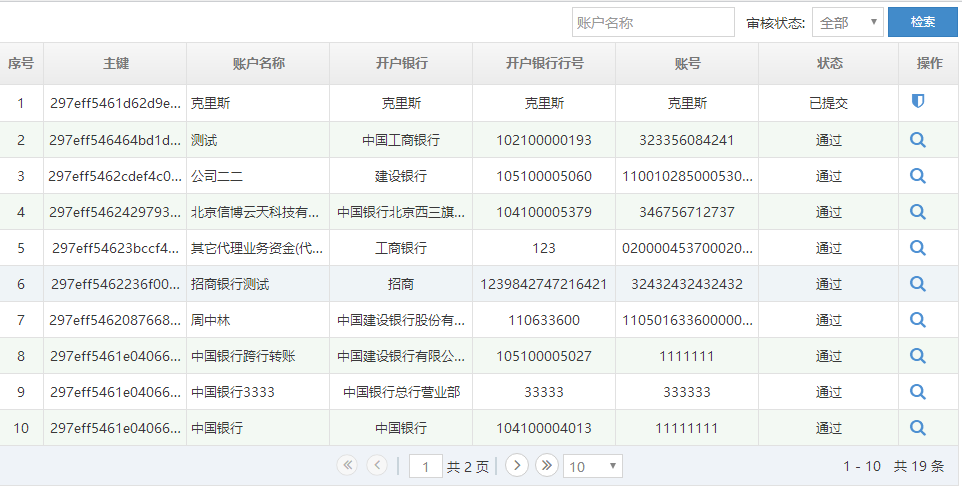 账户名称 审核状态: 全部 检索
序号 主键 账户名称 开户银行 开户银行行号 账号 状态 操作
1 297eff5461d62d9e... 克里斯 克里斯 克里斯 克里斯 已提交
2 297eff546464bd1d... 测试 中国工商银行 102100000193 323356084241 通过
3 297eff5462cdef4c0... 公司二二 建设银行 105100005060 110010285000530... 通过
4 297eff5462429793... 北京信博云天科技有... 中国银行北京西三旗... 104100005379 346756712737 通过
5 297eff54623bccf4... 其它代理业务资金(代... 工商银行 123 020000453700020... 通过
6 297eff5462236f00... 招商银行测试 招商 1239842747216421 32432432432432 通过
7 297eff5462087668... 周中林 中国建设银行股份有... 110633600 110501633600000... 通过
8 297eff5461e04066... 中国银行跨行转账 中国建设银行有限公... 105100005027 1111111 通过
9 297eff5461e04066... 中国银行3333 中国银行总行营业部 33333 333333 通过
10 297eff5461e04066... 中国银行 中国银行 104100004013 11111111 通过
1 共 2 页 10 1 - 10 共 19 条